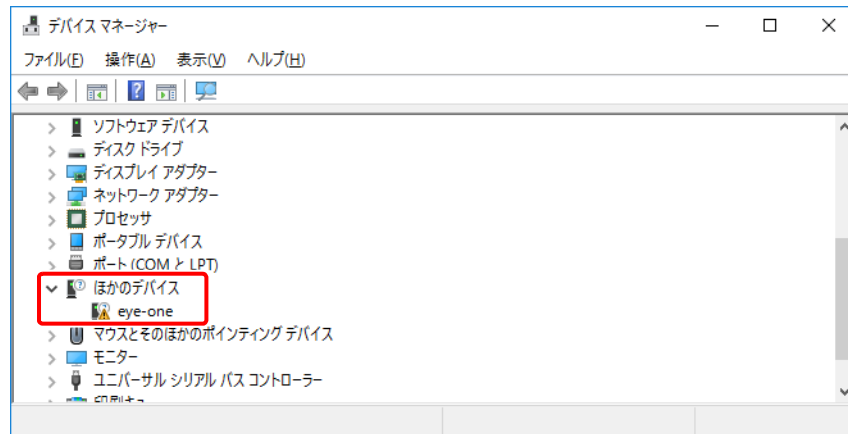 デバイス マネージャー
ファイル(F) 操作(A) 表示(V) ヘルプ(H)
ソフトウェア デバイス
ディスク ドライブ
ディスプレイ アダプター
ネットワーク アダプター
プロセッサ
ポータブル デバイス
ポート (COM と LPT)
ほかのデバイス
eye-one
マウスとそのほかのポインティング デバイス
モニター
ユニバーサル シリアル バス コントローラー
印刷キュー